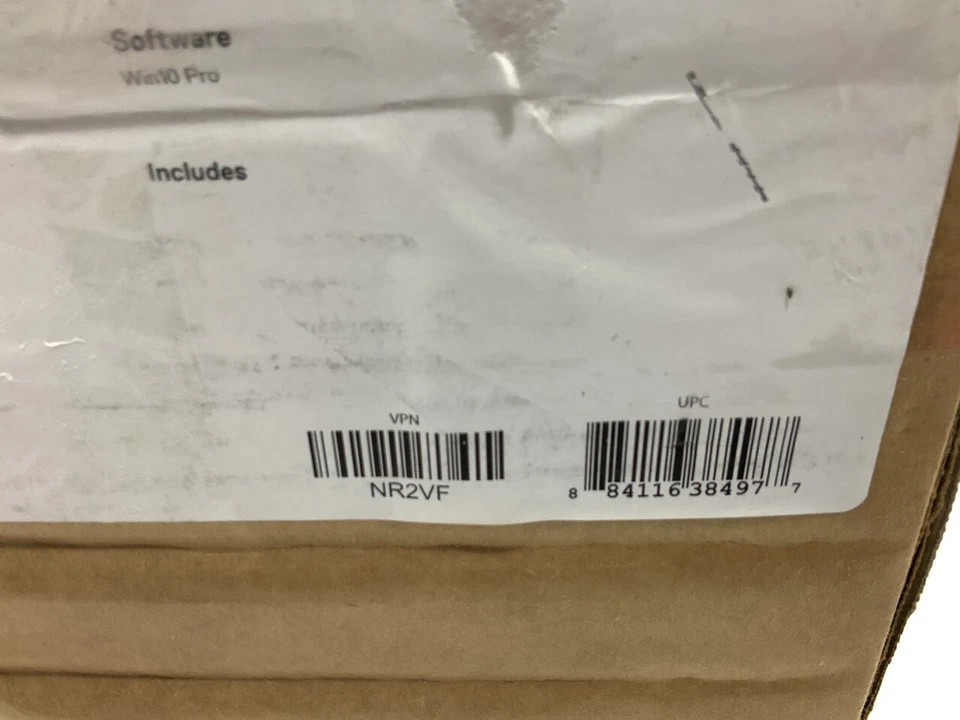 Software
Win10 Pro
Includes
VPN
NR2VF
UPC
8 84116 38497 7